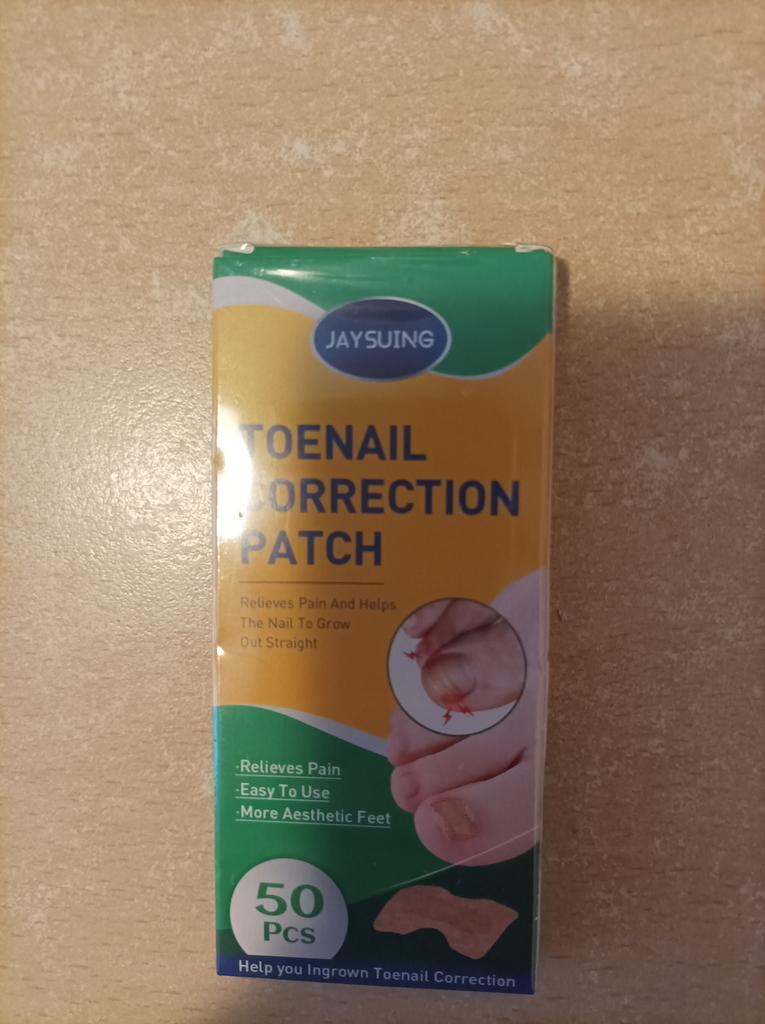 JAYSUING
TOENAIL
CORRECTION
PATCH
Relieves Pain And Helps
The Nail To Grow
Out Straight
·Relieves Pain
·Easy To Use
·More Aesthetic Feet
50
Pcs
Help you Ingrown Toenail Correction